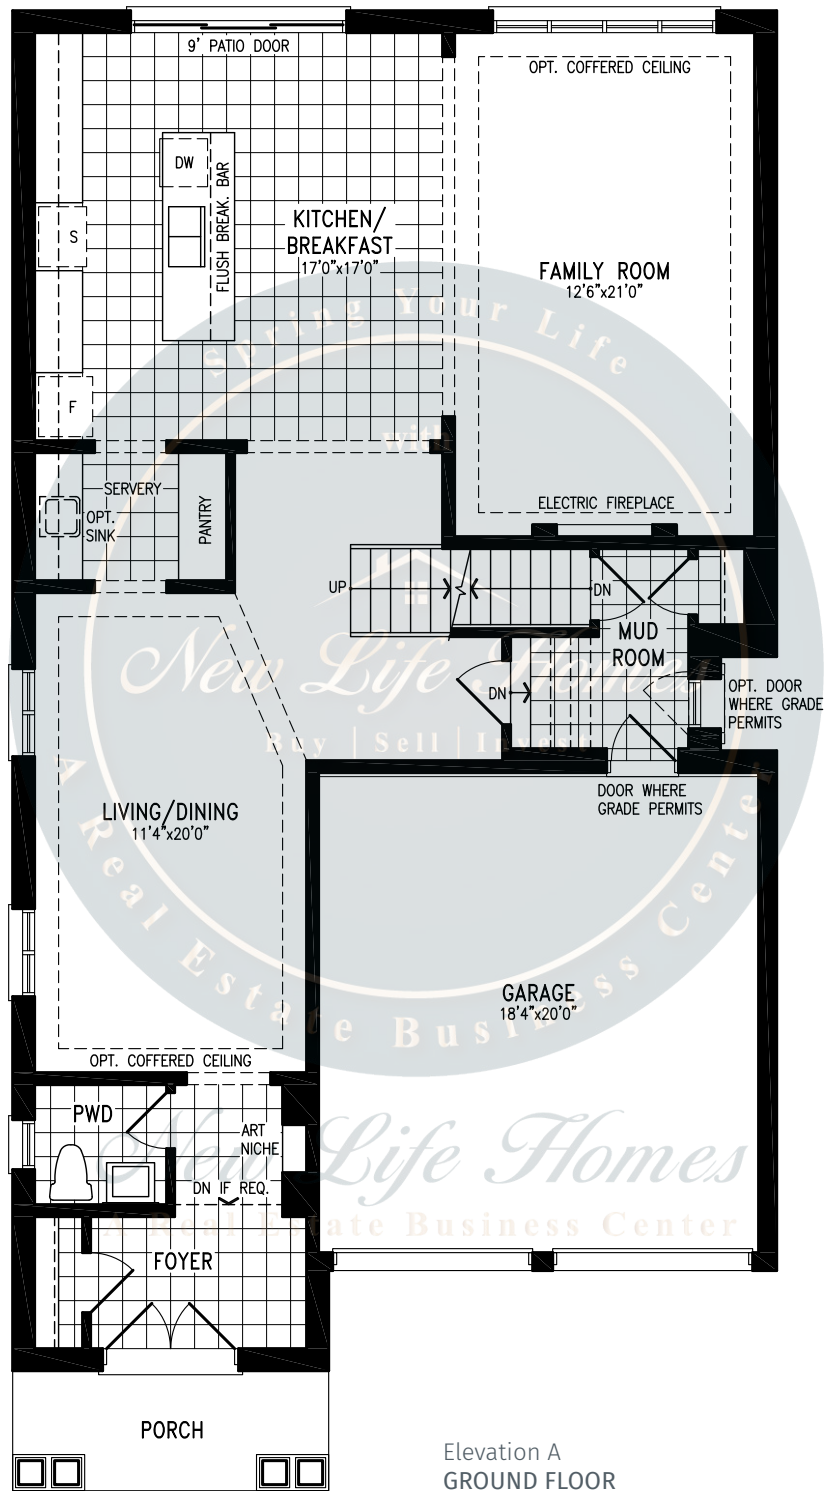 9' PATIO DOOR
OPT. COFFERED CEILING
DW
FLUSH BREAK. BAR
S
KITCHEN/
BREAKFAST
17'0"x17'0"
FAMILY ROOM
12'6"x21'0"
Spring Your Life
with
F
SERVERY
OPT.
SINK
PANTRY
ELECTRIC FIREPLACE
UP
DN
MUD
ROOM
New Life Homes
DN
OPT. DOOR
WHERE GRADE
PERMITS
Buy | Sell | Invest
DOOR WHERE
GRADE PERMITS
LIVING/DINING
11'4"x20'0"
A Real Estate Business Center
GARAGE
18'4"x20'0"
OPT. COFFERED CEILING
PWD
ART
NICHE
New Life Homes
DN IF REQ.
A Real Estate Business Center
FOYER
PORCH
Elevation A
GROUND FLOOR